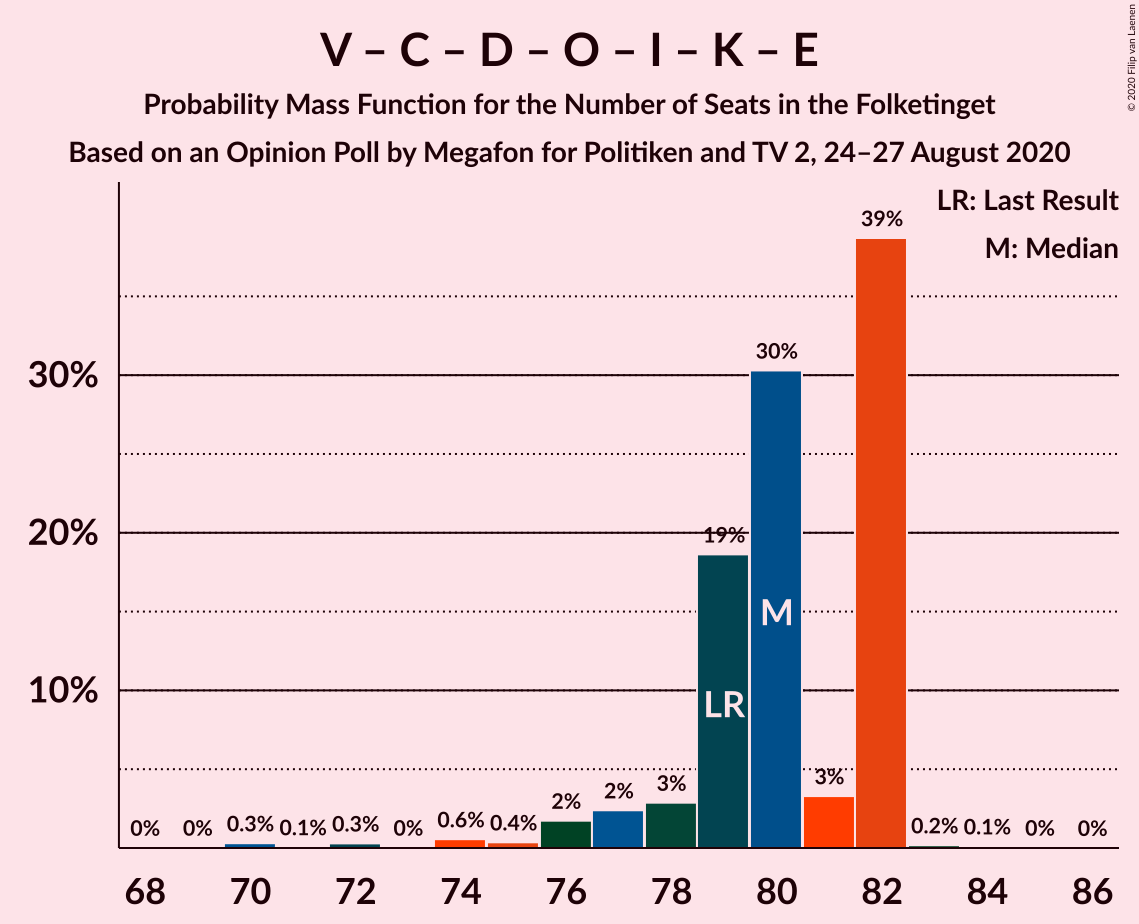 V – C – D – O – I – K – E
Probability Mass Function for the Number of Seats in the Folketinget
Based on an Opinion Poll by Megafon for Politiken and TV 2, 24–27 August 2020
© 2020 Filip van Laenen
LR: Last Result
M: Median
39%
30%
30%
20%
19%
M
10%
LR
0% 0% 0.3% 0.1% 0.3% 0% 0.6% 0.4% 2% 2% 3% 3% 0.2% 0.1% 0% 0%
68 70 72 74 76 78 80 82 84 86